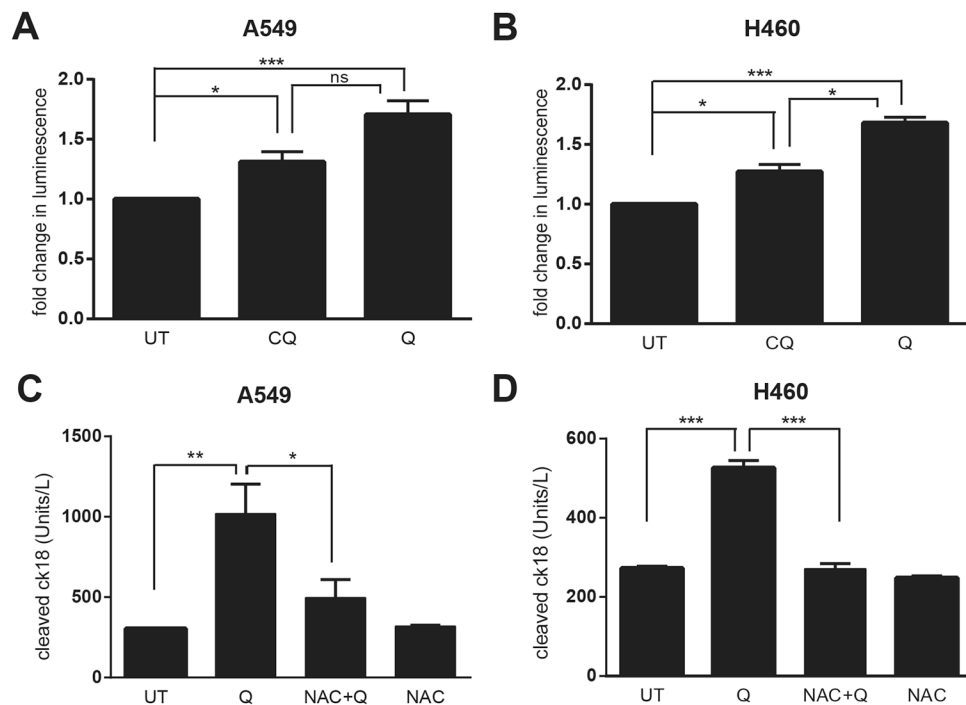 A
A549
fold change in luminescence
2.0
1.5
1.0
0.5
0.0
***
*
ns
UT CQ Q
B
H460
fold change in luminescence
2.0
1.5
1.0
0.5
0.0
***
*
*
UT CQ Q
C
A549
cleaved ck18 (Units/L)
1500
1000
500
0
**
*
UT Q NAC+Q NAC
D
H460
cleaved ck18 (Units/L)
600
400
200
0
***
***
UT Q NAC+Q NAC